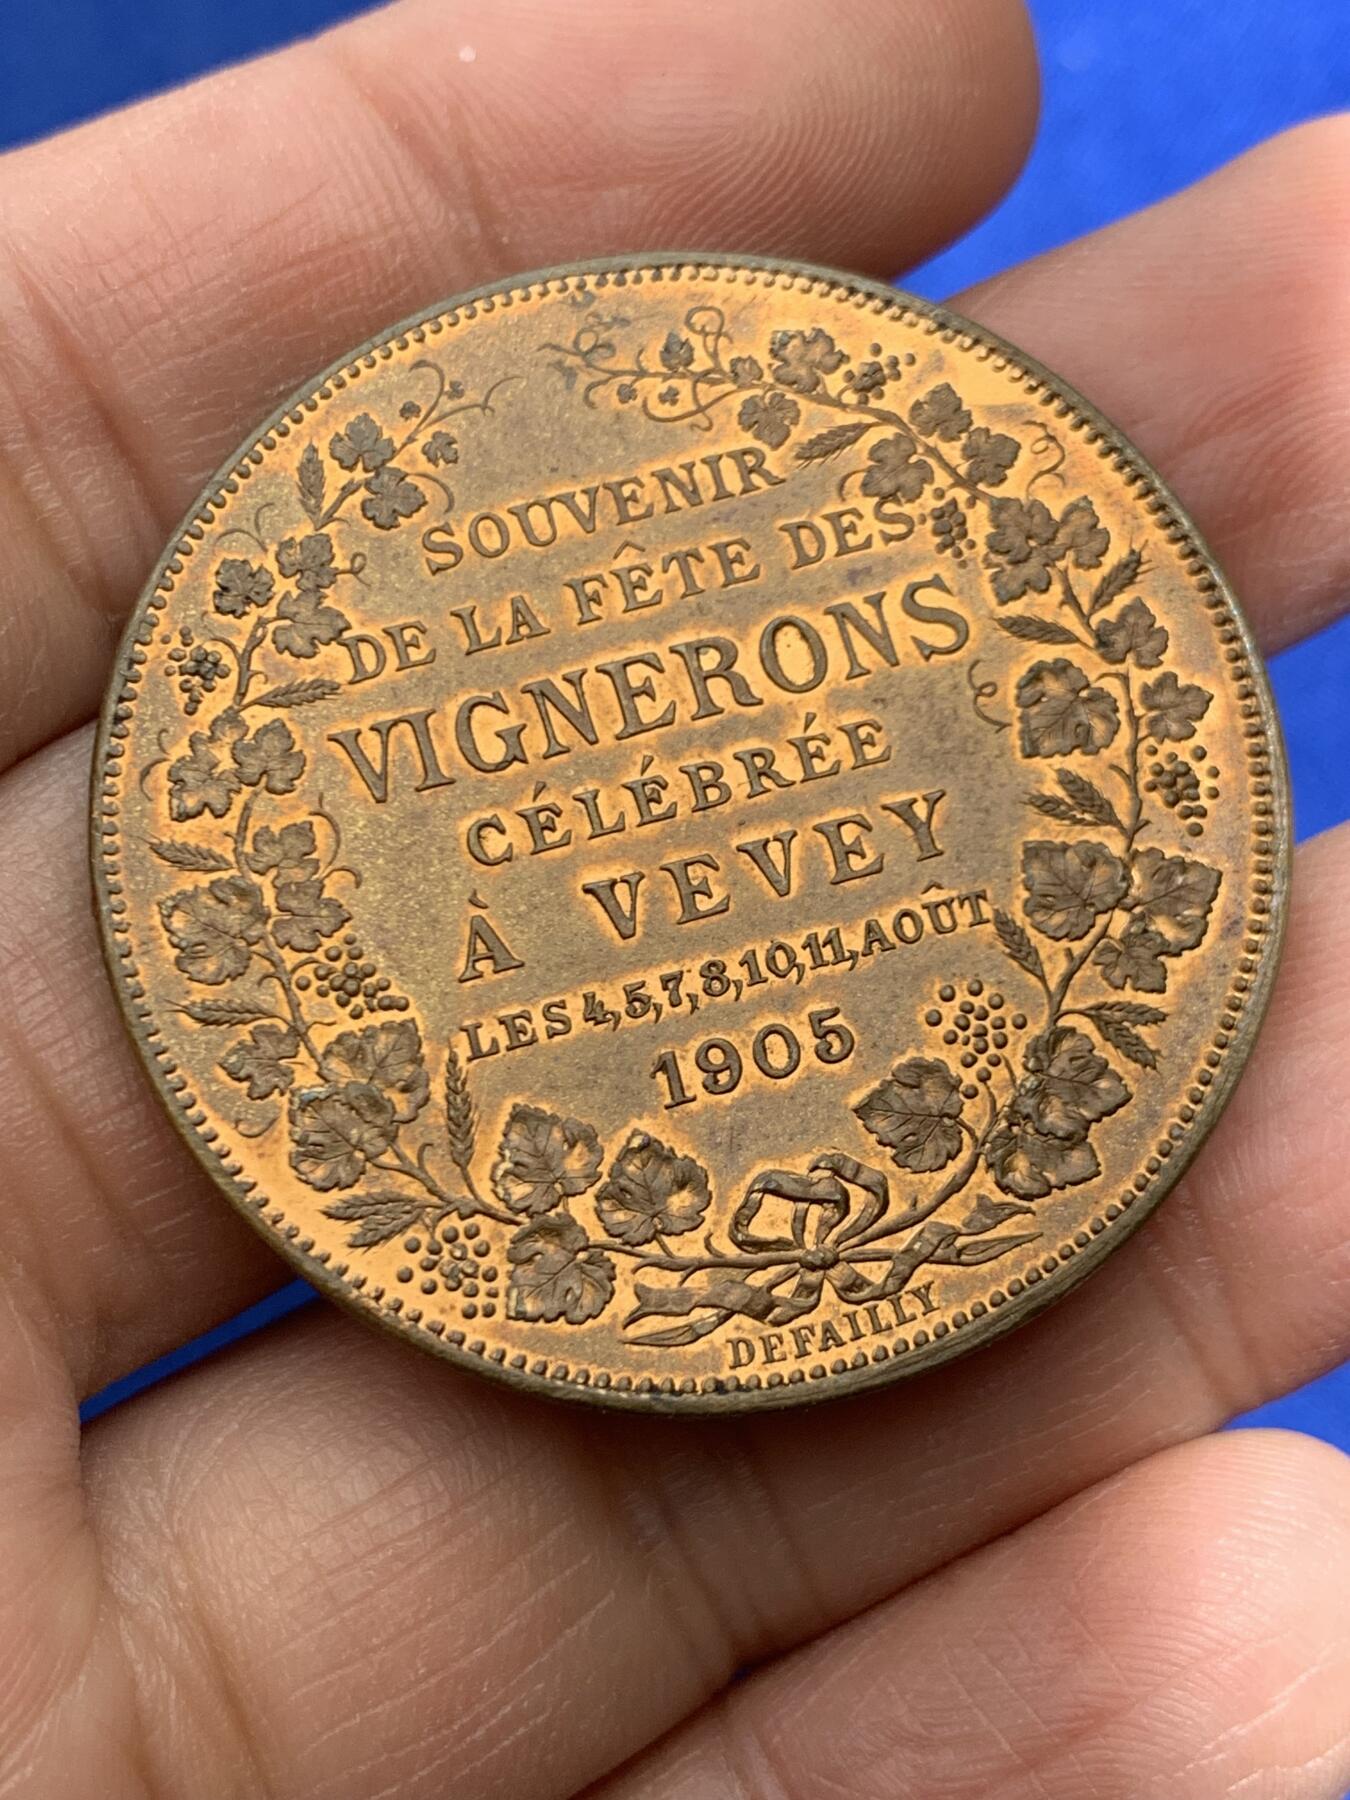 SOUVENIR
DE LA FÊTE DES
VIGNERONS
CÉLÉBRÉE
À VEVEY
LES 4,5,7,8,10,11,AOÛT
1905
DEFAILLY